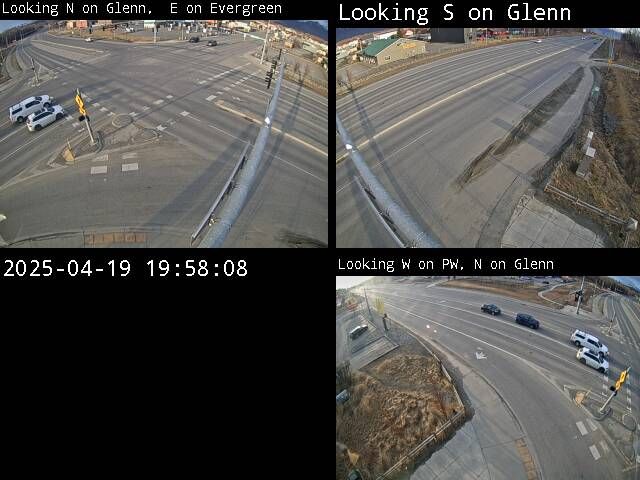 Looking N on Glenn,  E on Evergreen
Looking S on Glenn
2025-04-19 19:58:08
Looking W on PW, N on Glenn